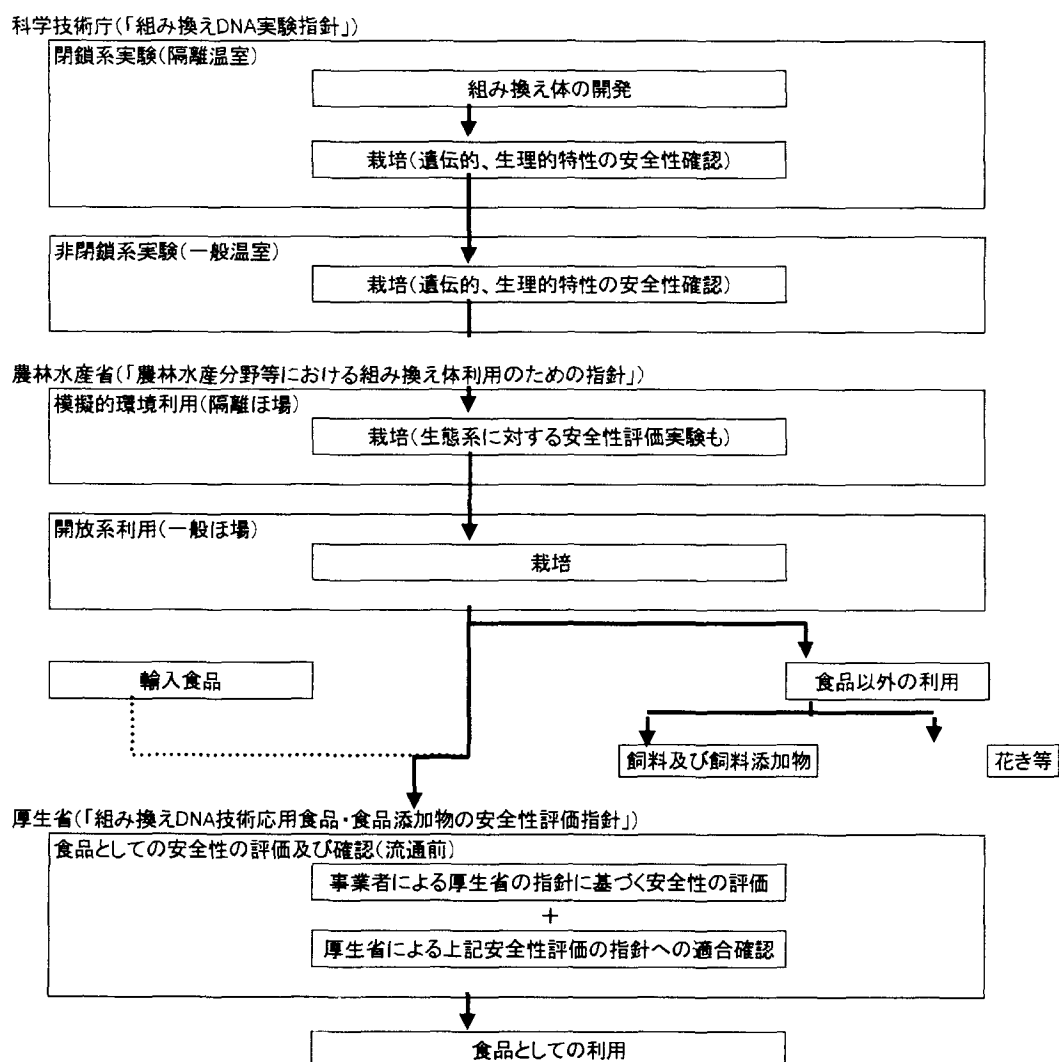 科学技術庁(「組み換えDNA実験指針」)
閉鎖系実験(隔離温室)
組み換え体の開発
栽培(遺伝的、生理的特性の安全性確認)
非閉鎖系実験(一般温室)
栽培(遺伝的、生理的特性の安全性確認)
農林水産省(「農林水産分野等における組み換え体利用のための指針」)
模擬的環境利用(隔離ほ場)
栽培(生態系に対する安全性評価実験も)
開放系利用(一般ほ場)
栽培
輸入食品
食品以外の利用
飼料及び飼料添加物
花き等
厚生省(「組み換えDNA技術応用食品・食品添加物の安全性評価指針」)
食品としての安全性の評価及び確認(流通前)
事業者による厚生省の指針に基づく安全性の評価
+
厚生省による上記安全性評価の指針への適合確認
食品としての利用